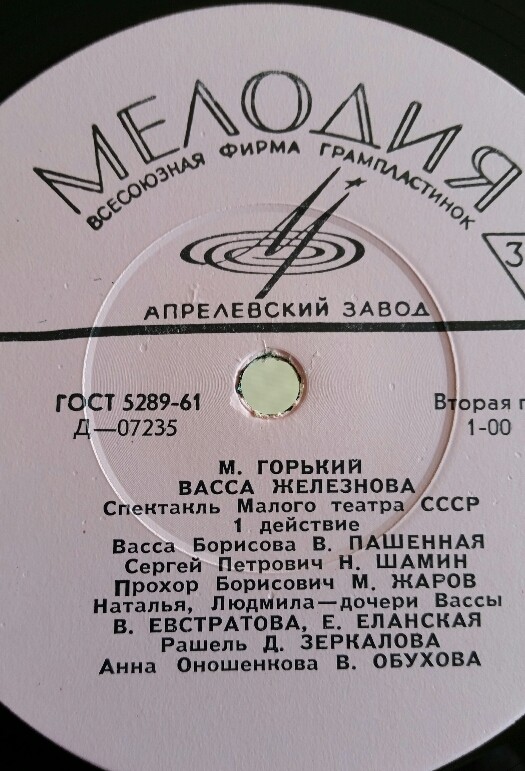 МЕЛОДИЯ
ВСЕСОЮЗНАЯ ФИРМА ГРАМПЛАСТИНОК
3
АПРЕЛЕВСКИЙ ЗАВОД
ГОСТ 5289-61
Д—07235
Вторая
1-00
М. ГОРЬКИЙ
ВАССА ЖЕЛЕЗНОВА
Спектакль Малого театра СССР
1 действие
Васса Борисова В. ПАШЕННАЯ
Сергей Петрович Н. ШАМИН
Прохор Борисович М. ЖАРОВ
Наталья, Людмила—дочери Вассы
В. ЕВСТРАТОВА, Е. ЕЛАНСКАЯ
Рашель Д. ЗЕРКАЛОВА
Анна Оношенкова В. ОБУХОВА